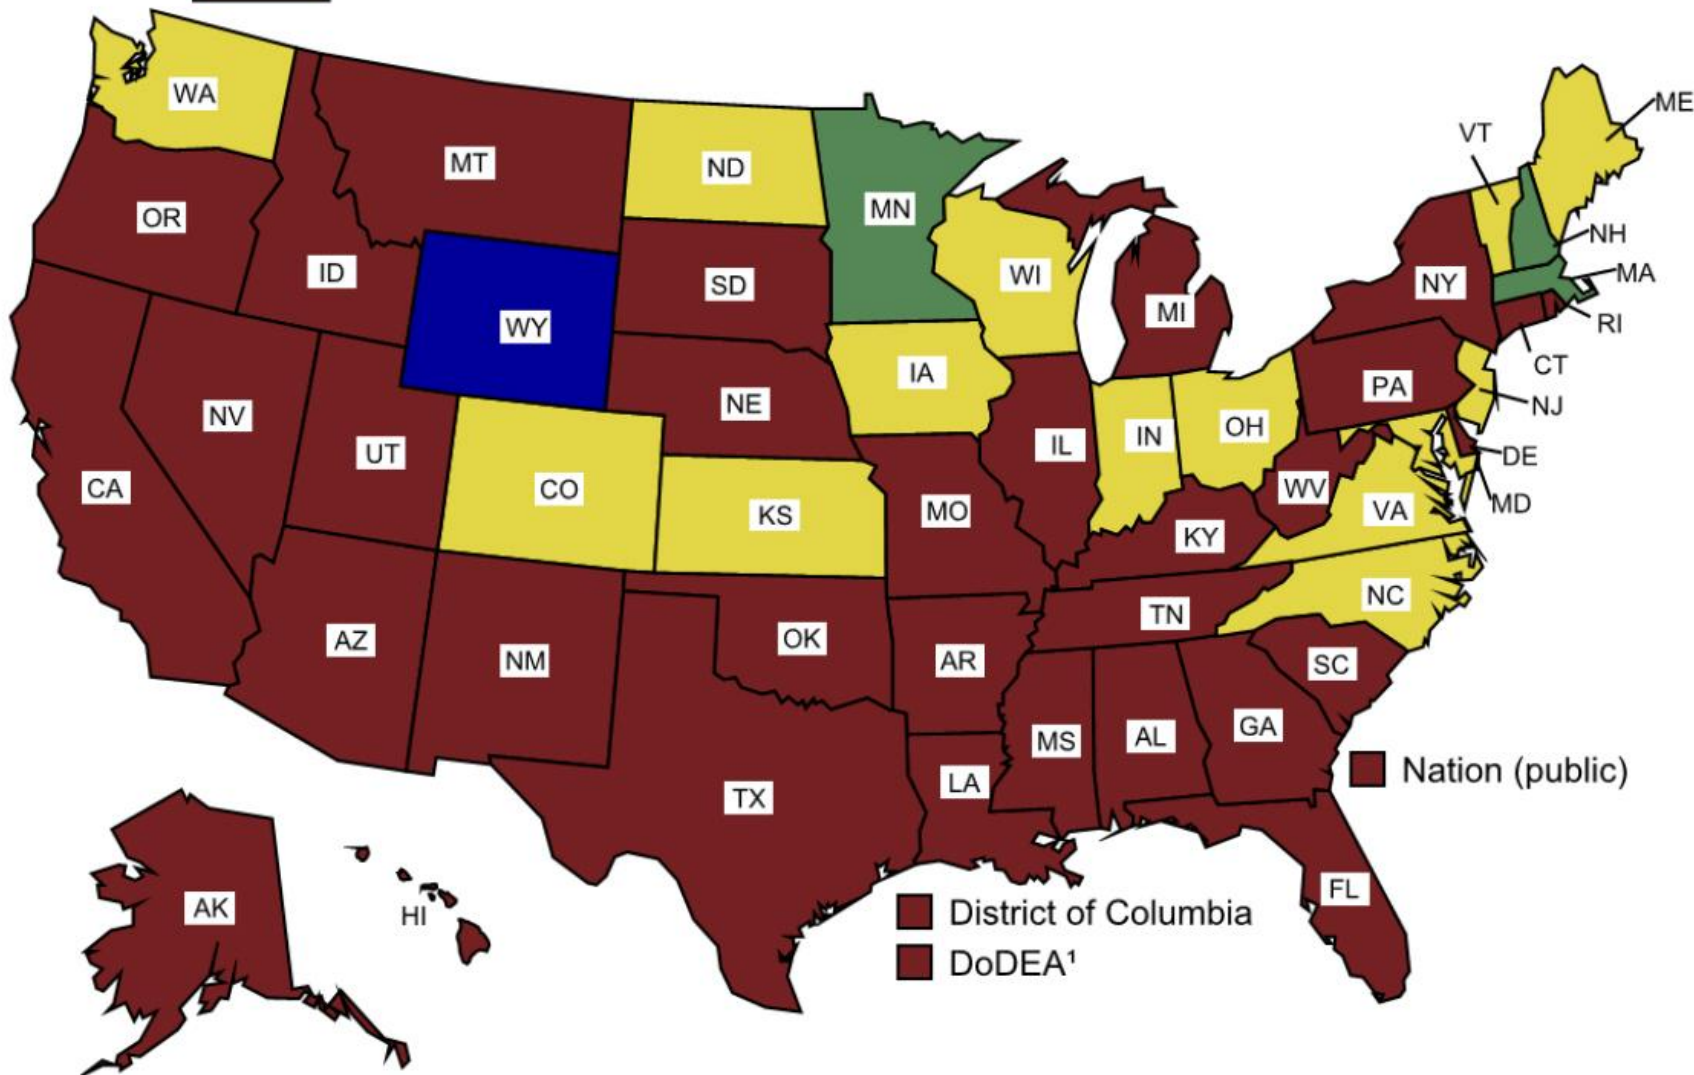 WA
MT
ND
MN
ME
VT
OR
ID
WY
SD
WI
MI
NY
NH
MA
RI
CT
NV
UT
CO
NE
IA
IL
IN
OH
PA
NJ
DE
MD
CA
KS
MO
KY
WV
VA
AZ
NM
OK
AR
TN
NC
SC
MS
AL
GA
TX
LA
Nation (public)
AK
HI
FL
District of Columbia
DoDEA¹